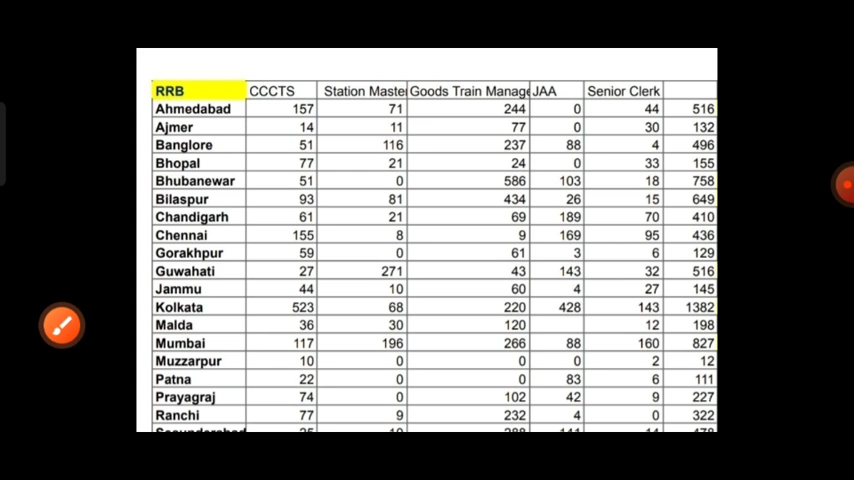 RRB CCCTS Station Maste Goods Train Manage JAA Senior Clerk
Ahmedabad 157 71 244 0 44 516
Ajmer 14 11 77 0 30 132
Banglore 51 116 237 88 4 496
Bhopal 77 21 24 0 33 155
Bhubanewar 51 0 586 103 18 758
Bilaspur 93 81 434 26 15 649
Chandigarh 61 21 69 189 70 410
Chennai 155 8 9 169 95 436
Gorakhpur 59 0 61 3 6 129
Guwahati 27 271 43 143 32 516
Jammu 44 10 60 4 27 145
Kolkata 523 68 220 428 143 1382
Malda 36 30 120 12 198
Mumbai 117 196 266 88 160 827
Muzzarpur 10 0 0 0 2 12
Patna 22 0 0 83 6 111
Prayagraj 74 0 102 42 9 227
Ranchi 77 9 232 4 0 322